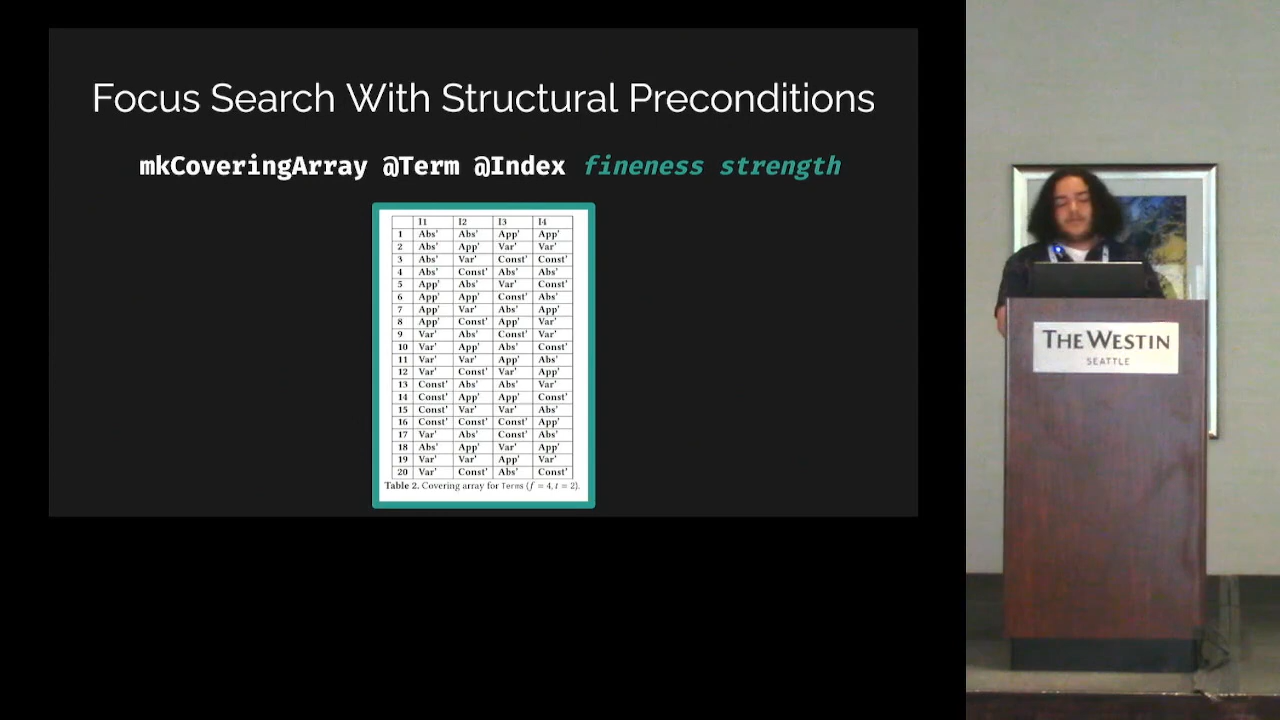 Focus Search With Structural Preconditions
mkCoveringArray @Term @Index fineness strength
I1 I2 I3 I4
1 Abs' Abs' App' App'
2 Abs' App' Var' Var'
3 Abs' Var' Const' Const'
4 Abs' Const' Abs' Abs'
5 App' Abs' Var' Const'
6 App' App' Const' Abs'
7 App' Var' Abs' App'
8 App' Const' App' Var'
9 Var' Abs' Const' Var'
10 Var' App' Abs' Const'
11 Var' Var' App' Abs'
12 Var' Const' Var' App'
13 Const' Abs' Abs' Var'
14 Const' App' App' Const'
15 Const' Var' Var' Abs'
16 Const' Const' Const' App'
17 Var' Abs' Const' Abs'
18 Abs' App' Var' App'
19 Var' Var' App' Var'
20 Var' Const' Abs' Const'
Table 2. Covering array for Terms (f = 4, t = 2).
THE WESTIN
SEATTLE